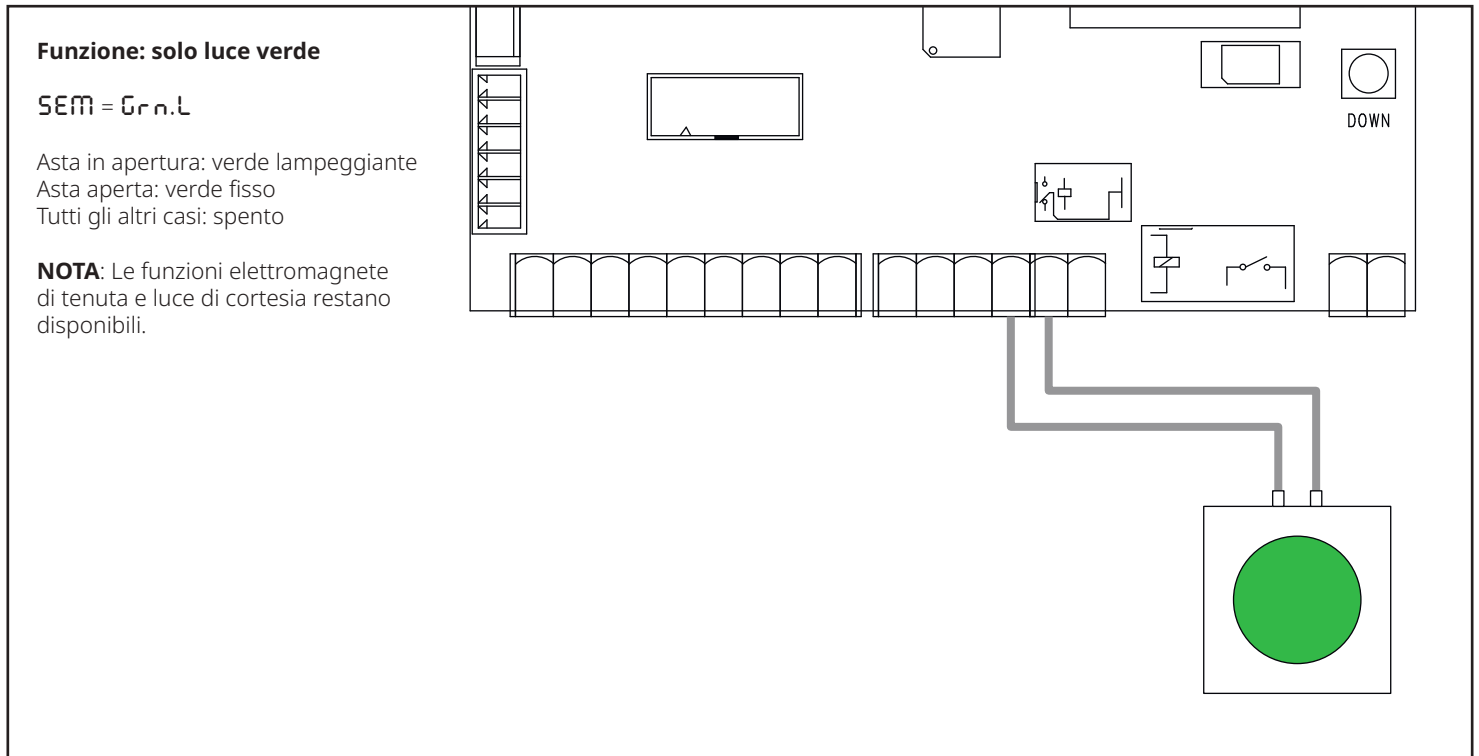 Funzione: solo luce verde
SEM = Grn.L
Asta in apertura: verde lampeggiante
Asta aperta: verde fisso
Tutti gli altri casi: spento
NOTA: Le funzioni elettromagnete
di tenuta e luce di cortesia restano
disponibili.
DOWN